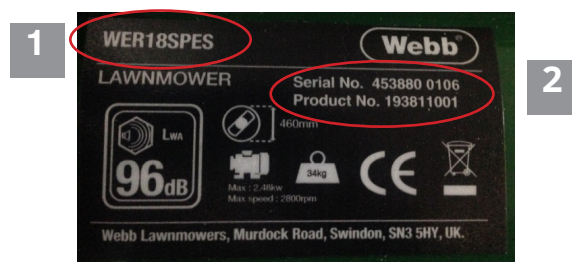 1
WER18SPES
Webb®
LAWNMOWER
Serial No. 453880 0106
Product No. 193811001
2
LWA
96dB
460mm
34kg
CE
Max : 2.48kw
Max speed : 2800rpm
Webb Lawnmowers, Murdock Road, Swindon, SN3 5HY, UK.